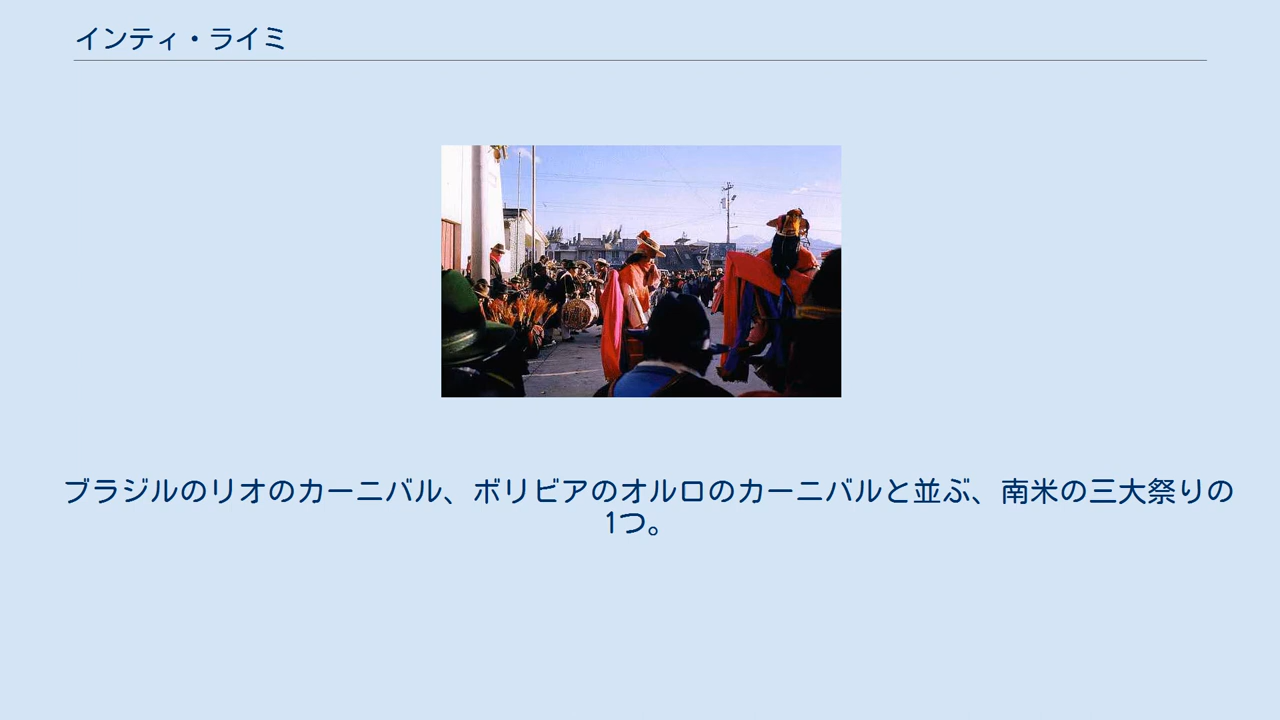 インティ・ライミ
ブラジルのリオのカーニバル、ボリビアのオルロのカーニバルと並ぶ、南米の三大祭りの
1つ。